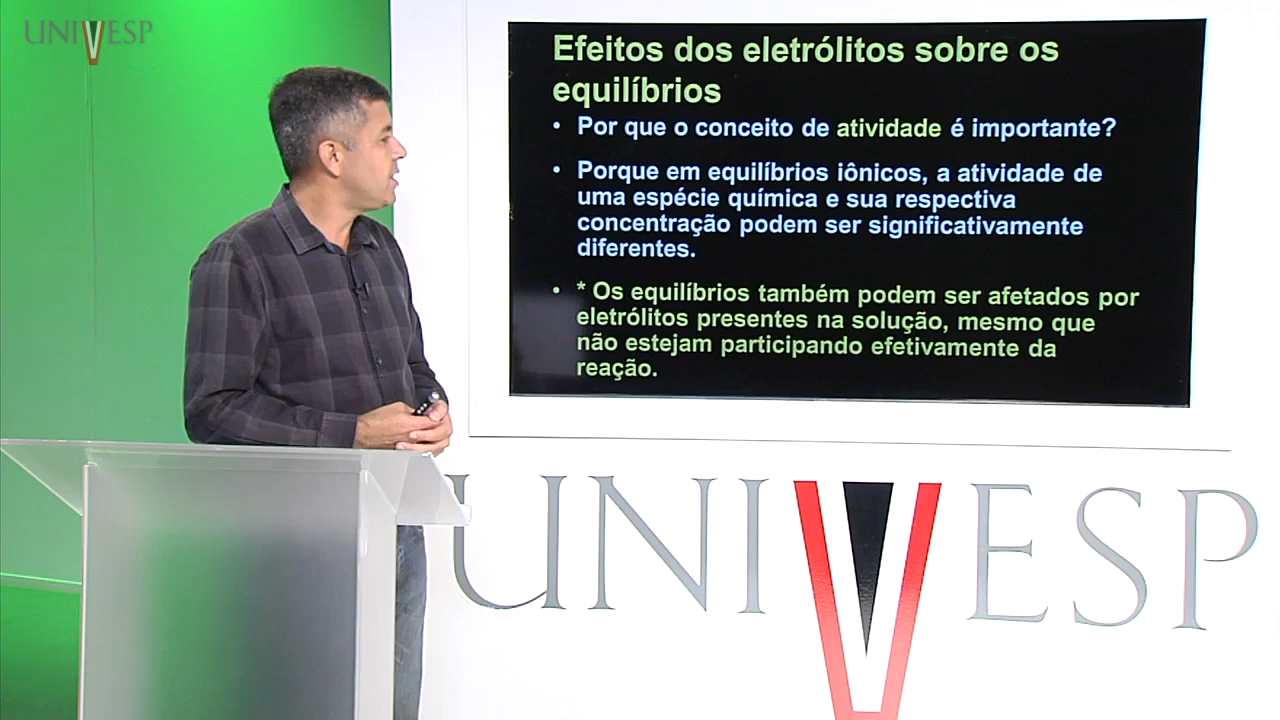 UNIVESP
Efeitos dos eletrólitos sobre os
equilíbrios
• Por que o conceito de atividade é importante?
• Porque em equilíbrios iônicos, a atividade de
uma espécie química e sua respectiva
concentração podem ser significativamente
diferentes.
• * Os equilíbrios também podem ser afetados por
eletrólitos presentes na solução, mesmo que
não estejam participando efetivamente da
reação.
UNIVESP